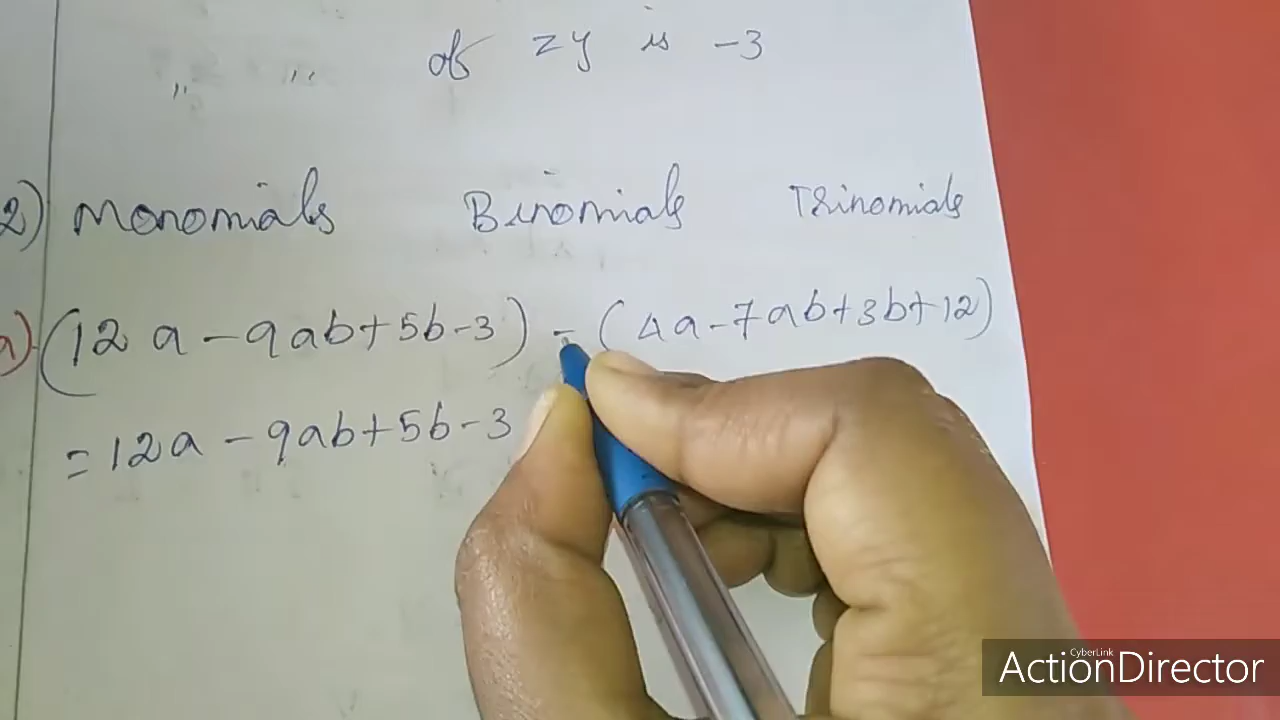 of zy is -3
,, ,,
2) Monomials Binomials Trinomials
a) (12a - 9ab + 5b - 3) - (4a - 7ab + 3b + 12)
= 12a - 9ab + 5b - 3
CyberLink
ActionDirector